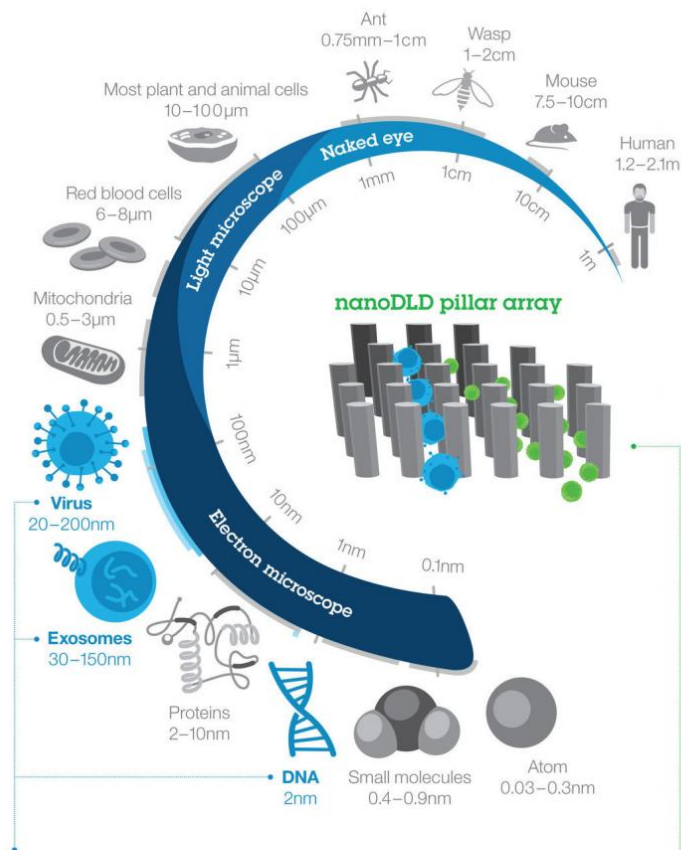 Ant
0.75mm–1cm
Wasp
1–2cm
Mouse
7.5–10cm
Human
1.2–2.1m
Most plant and animal cells
10–100µm
Red blood cells
6–8µm
Mitochondria
0.5–3µm
Virus
20–200nm
Exosomes
30–150nm
Proteins
2–10nm
DNA
2nm
Small molecules
0.4–0.9nm
Atom
0.03–0.3nm
Naked eye
Light microscope
Electron microscope
1m
10cm
1cm
1mm
100µm
10µm
1µm
100nm
10nm
1nm
0.1nm
nanoDLD pillar array